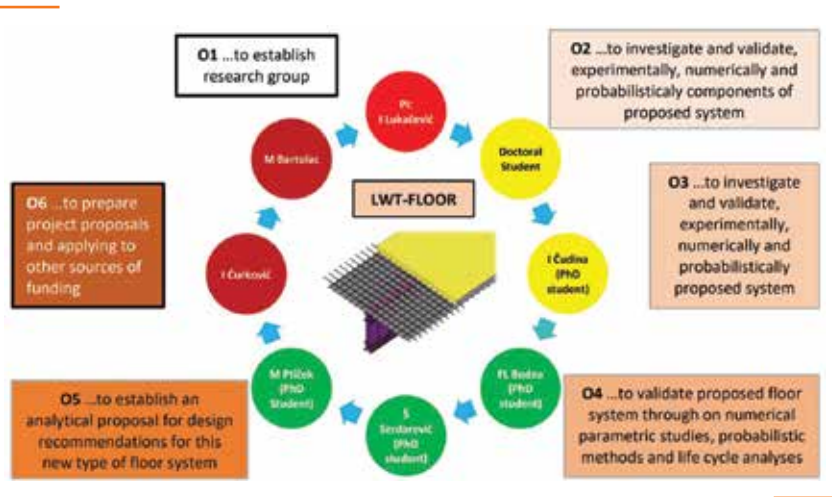 O1 ...to establish
research group
O2 ...to investigate and validate,
experimentally, numerically and
probabilisticaly components of
proposed system
PI:
I Lukačević
M Bartolac
Doctoral
Student
LWT-FLOOR
O3 ...to investigate
and validate,
experimentally,
numerically and
probabilistically
proposed system
O6 ...to prepare
project proposals
and applying to
other sources of
funding
I Ćurković
I Čudina
(PhD
student)
M Ptiček
(PhD
Student)
FL Bodza
(PhD
student)
S
Serdarević
(PhD
student)
O5 ...to establish an
analytical proposal for design
recommendations for this
new type of floor system
O4 ...to validate proposed floor
system through on numerical
parametric studies, probabilistic
methods and life cycle analyses